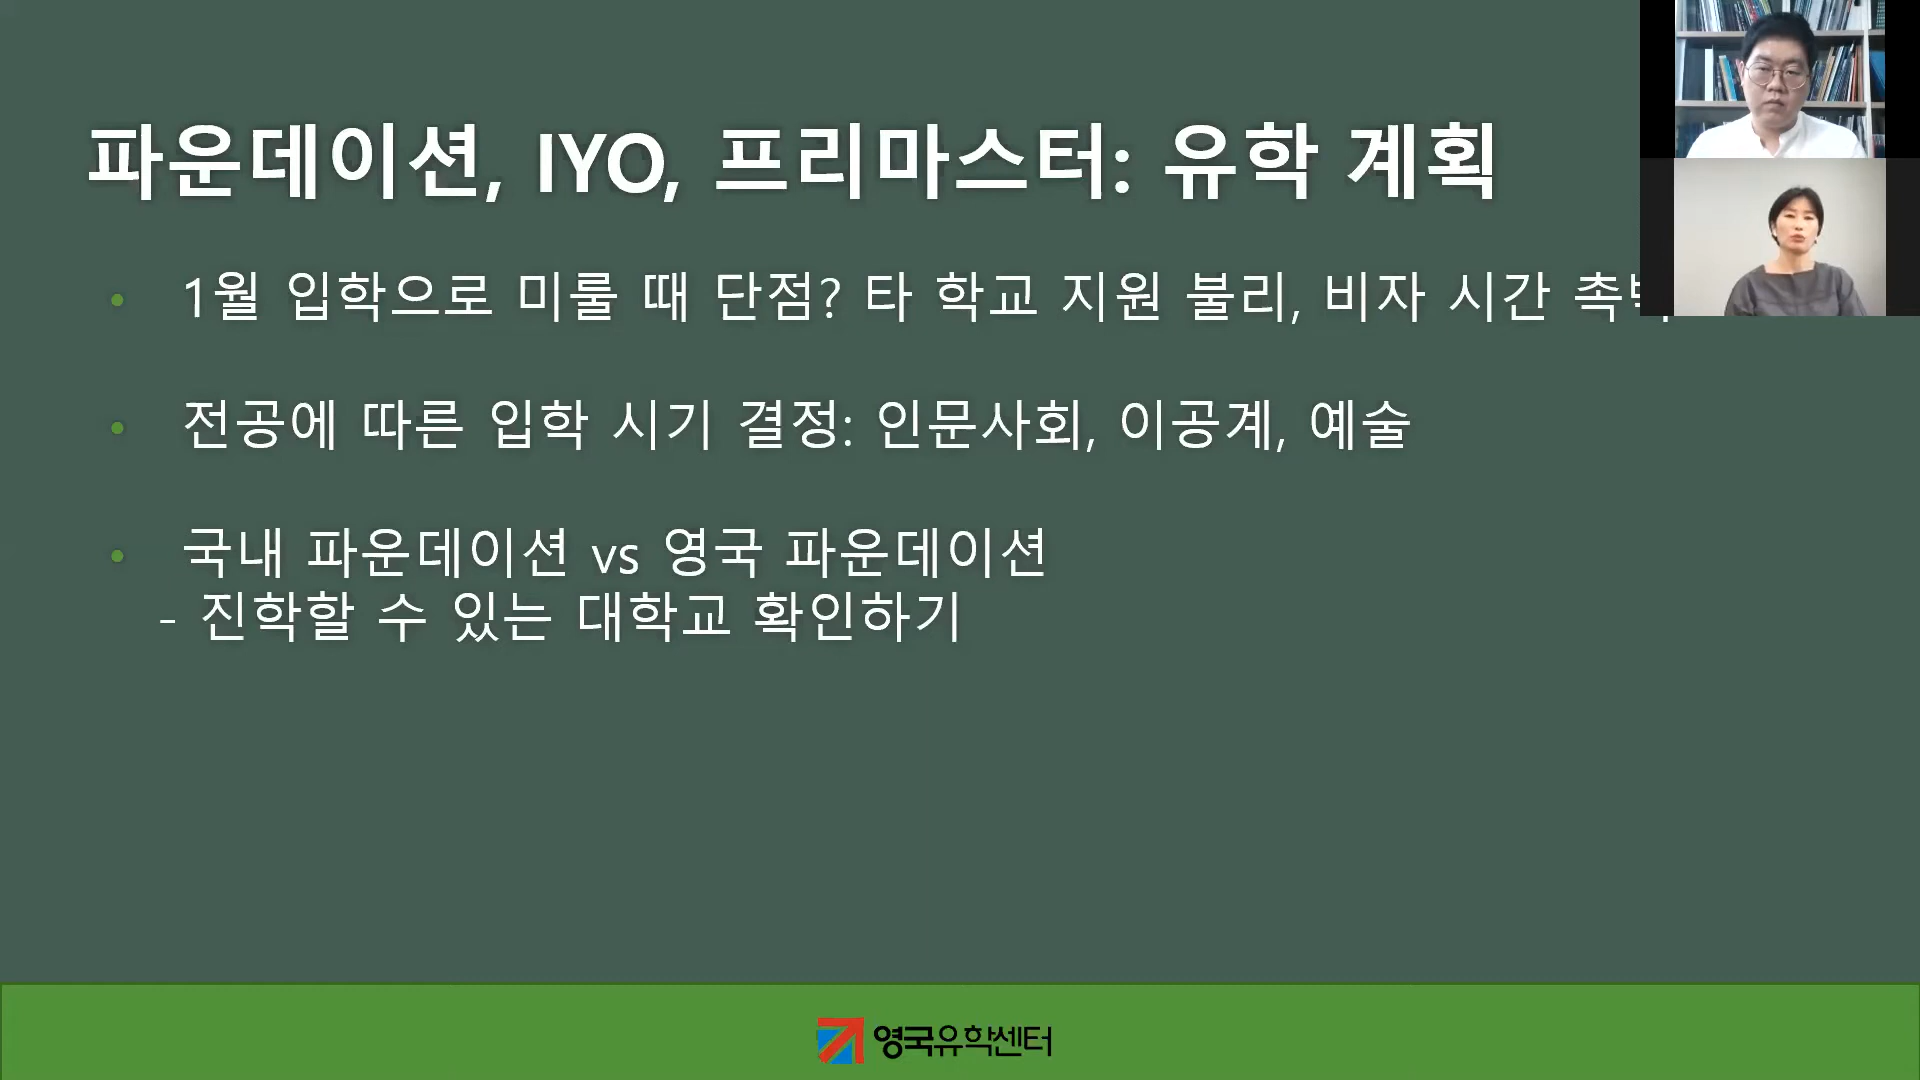 파운데이션, IYO, 프리마스터: 유학 계획
• 1월 입학으로 미룰 때 단점? 타 학교 지원 불리, 비자 시간
• 전공에 따른 입학 시기 결정: 인문사회, 이공계, 예술
• 국내 파운데이션 vs 영국 파운데이션
- 진학할 수 있는 대학교 확인하기
영국유학센터